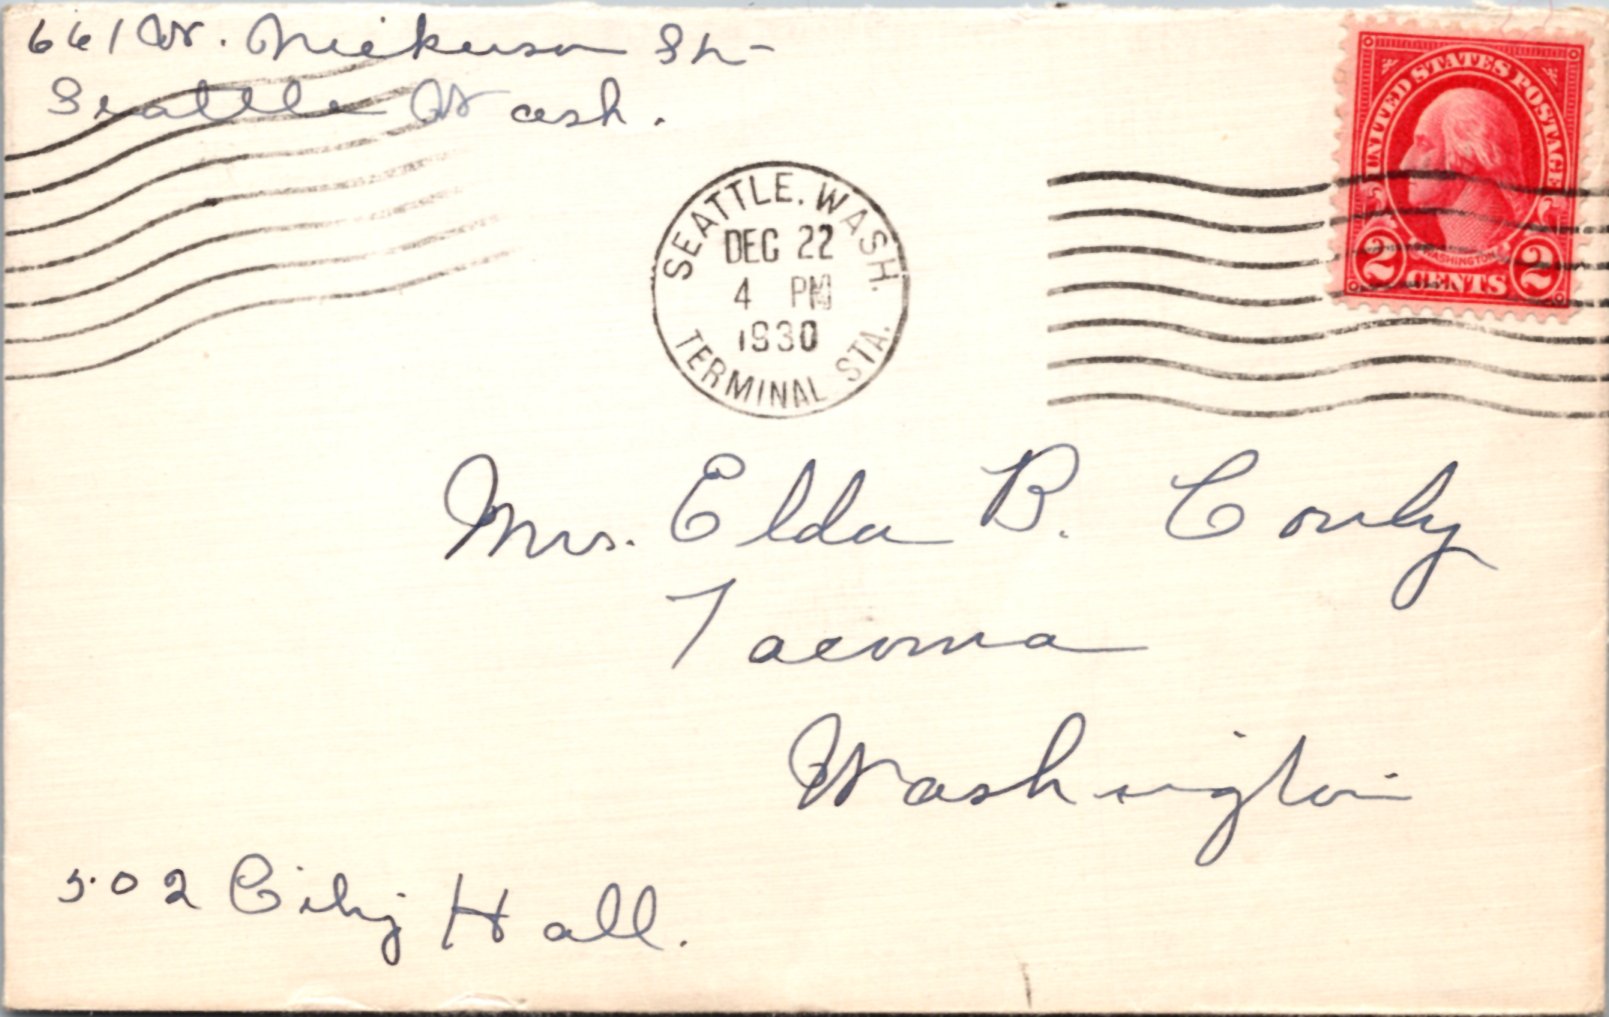 661 W. Nickerson St-
Seattle Wash.
UNITED STATES POSTAGE
WASHINGTON
2 CENTS 2
SEATTLE, WASH.
DEC 22
4 PM
1930
TERMINAL STA.
Mrs. Elda B. Conly
Tacoma
Washington
502 City Hall.